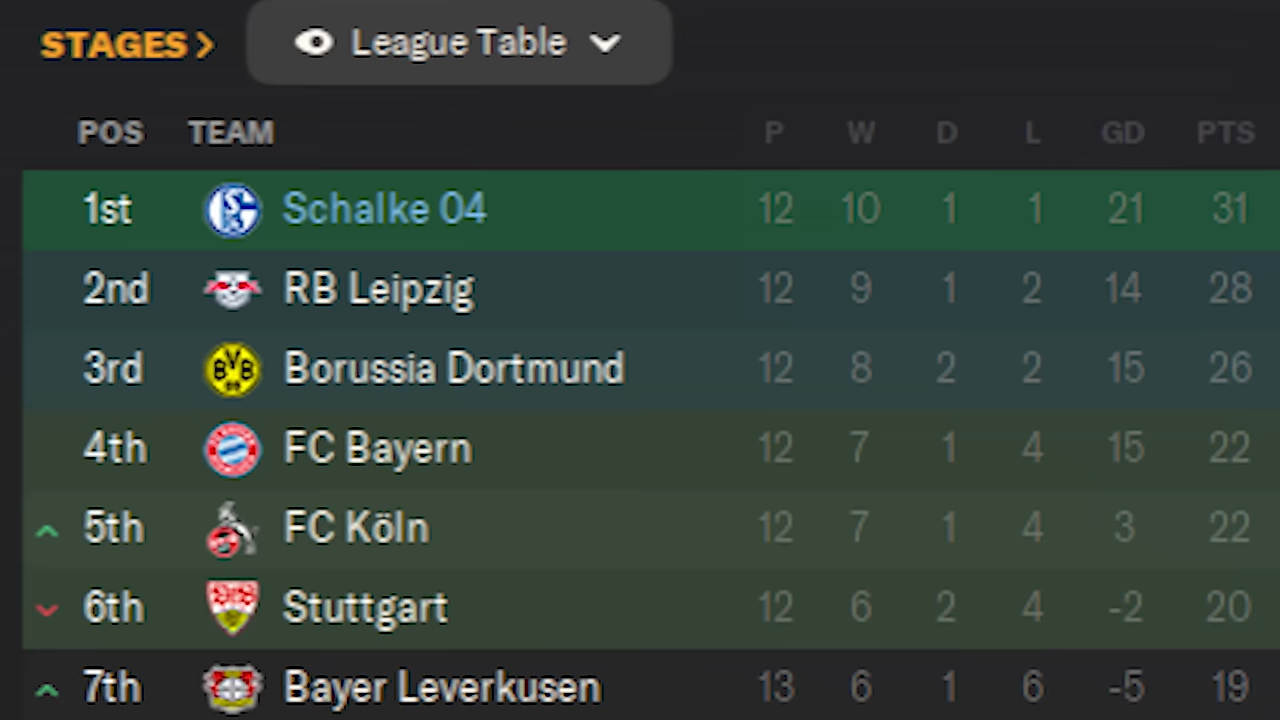 STAGES > League Table
POS TEAM P W D L GD PTS
1st Schalke 04 12 10 1 1 21 31
2nd RB Leipzig 12 9 1 2 14 28
3rd BVB 09 Borussia Dortmund 12 8 2 2 15 26
4th FC Bayern 12 7 1 4 15 22
5th FC Köln 12 7 1 4 3 22
6th Stuttgart 12 6 2 4 -2 20
7th Bayer Leverkusen 13 6 1 6 -5 19